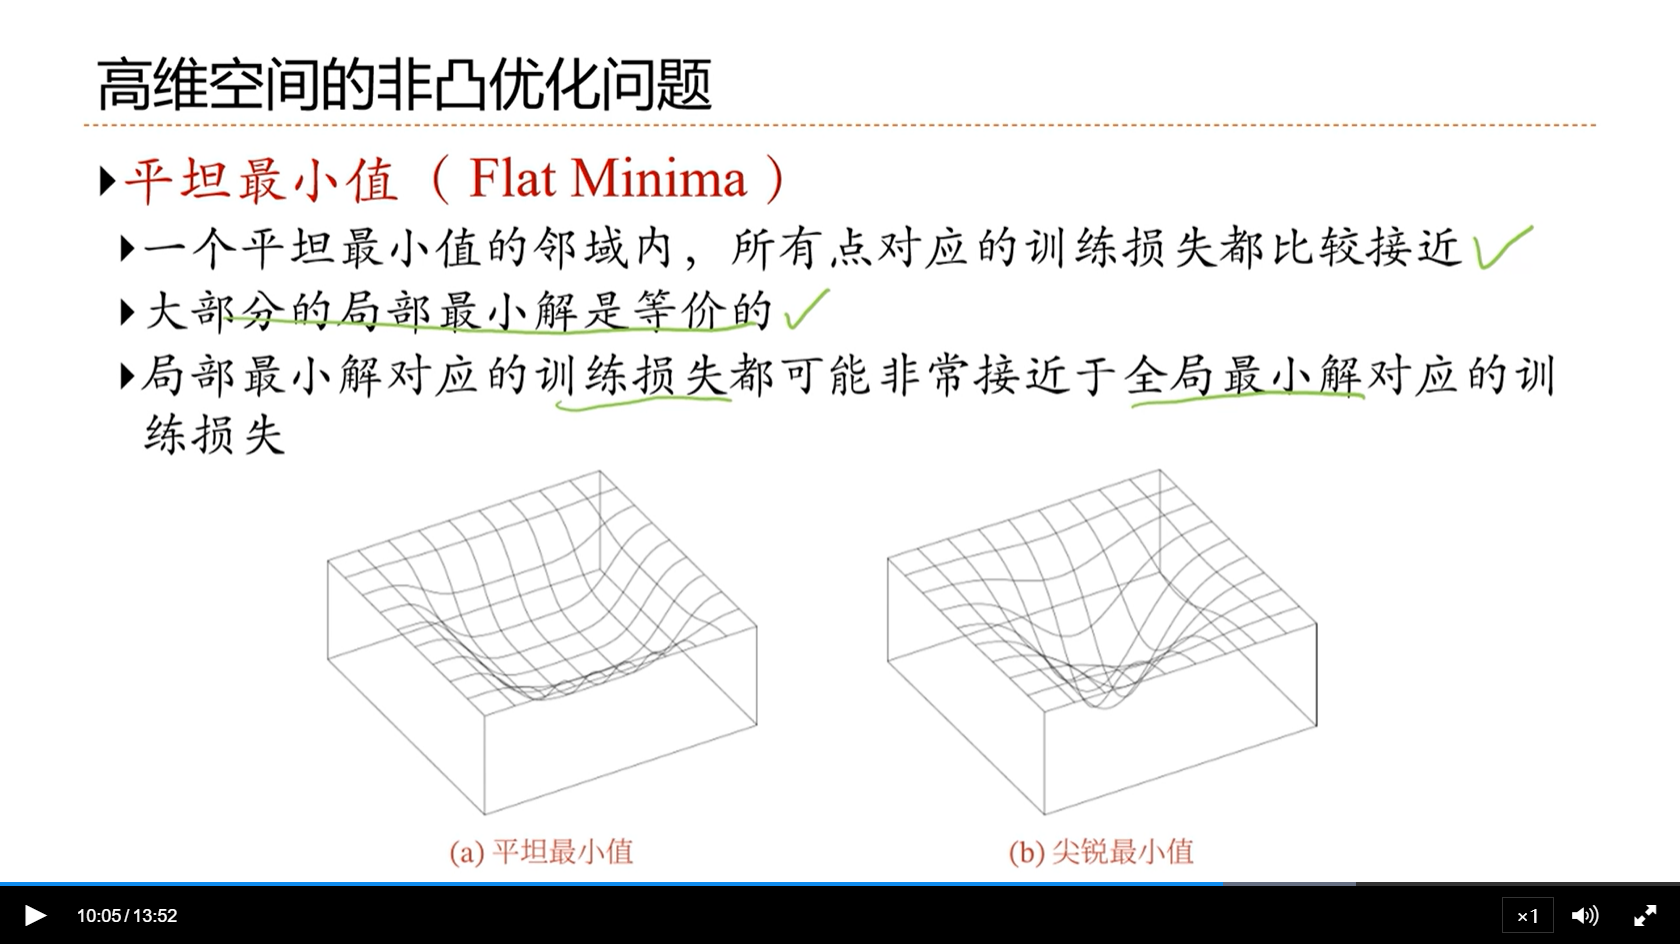 高维空间的非凸优化问题
平坦最小值（Flat Minima）
一个平坦最小值的邻域内，所有点对应的训练损失都比较接近
大部分的局部最小解是等价的
局部最小解对应的训练损失都可能非常接近于全局最小解对应的训
练损失
(a) 平坦最小值
(b) 尖锐最小值
10:05 / 13:52
×1